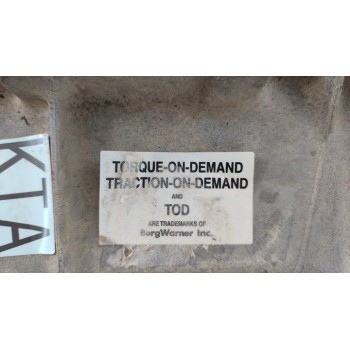 KTA
TORQUE-ON-DEMAND
TRACTION-ON-DEMAND
AND
TOD
ARE TRADEMARKS OF
BorgWarner Inc.